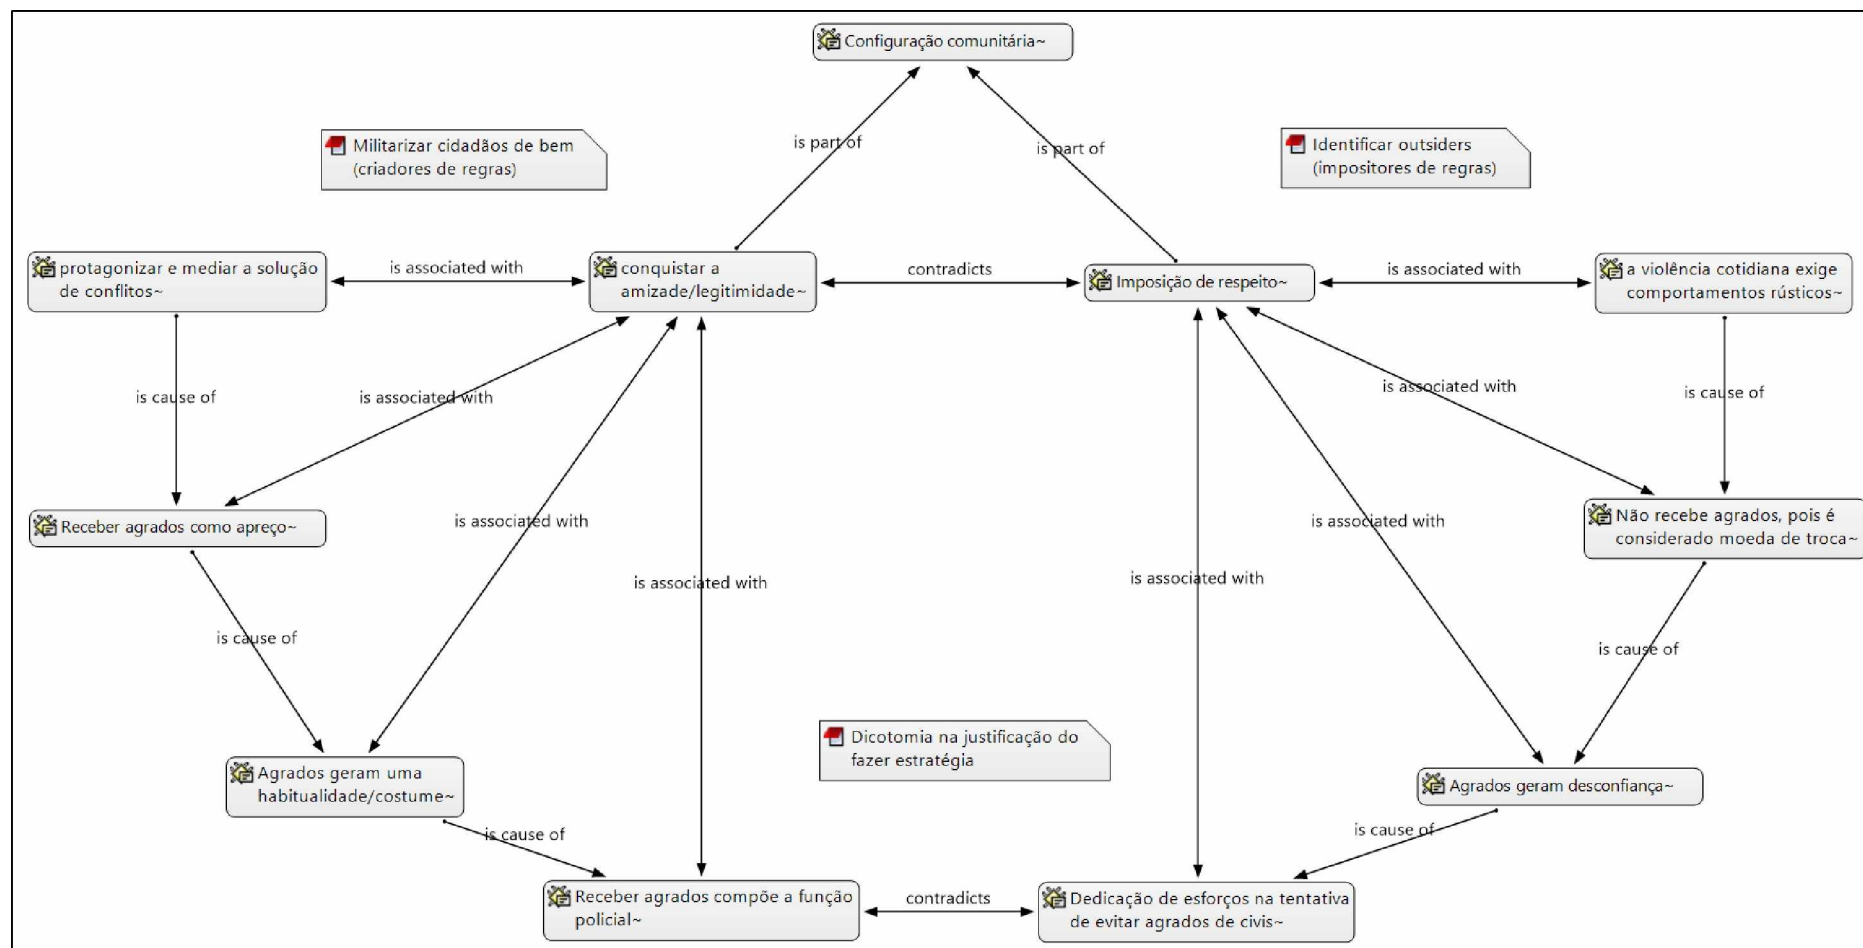 Configuração comunitária~
Militarizar cidadãos de bem
(criadores de regras)
is part of
is part of
Identificar outsiders
(impositores de regras)
protagonizar e mediar a solução
de conflitos~
is associated with
conquistar a
amizade/legitimidade~
contradicts
Imposição de respeito~
is associated with
a violência cotidiana exige
comportamentos rústicos~
is cause of
is associated with
is associated with
is cause of
Receber agrados como apreço~
is associated with
is associated with
Não recebe agrados, pois é
considerado moeda de troca~
is associated with
is associated with
is cause of
is cause of
Dicotomia na justificação do
fazer estratégia
Agrados geram uma
habitualidade/costume~
Agrados geram desconfiança~
is cause of
is cause of
Receber agrados compõe a função
policial~
contradicts
Dedicação de esforços na tentativa
de evitar agrados de civis~